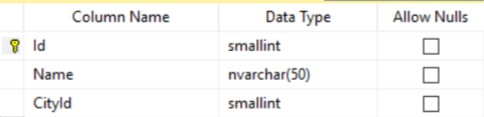 Column Name Data Type Allow Nulls
Id smallint
Name nvarchar(50)
CityId smallint